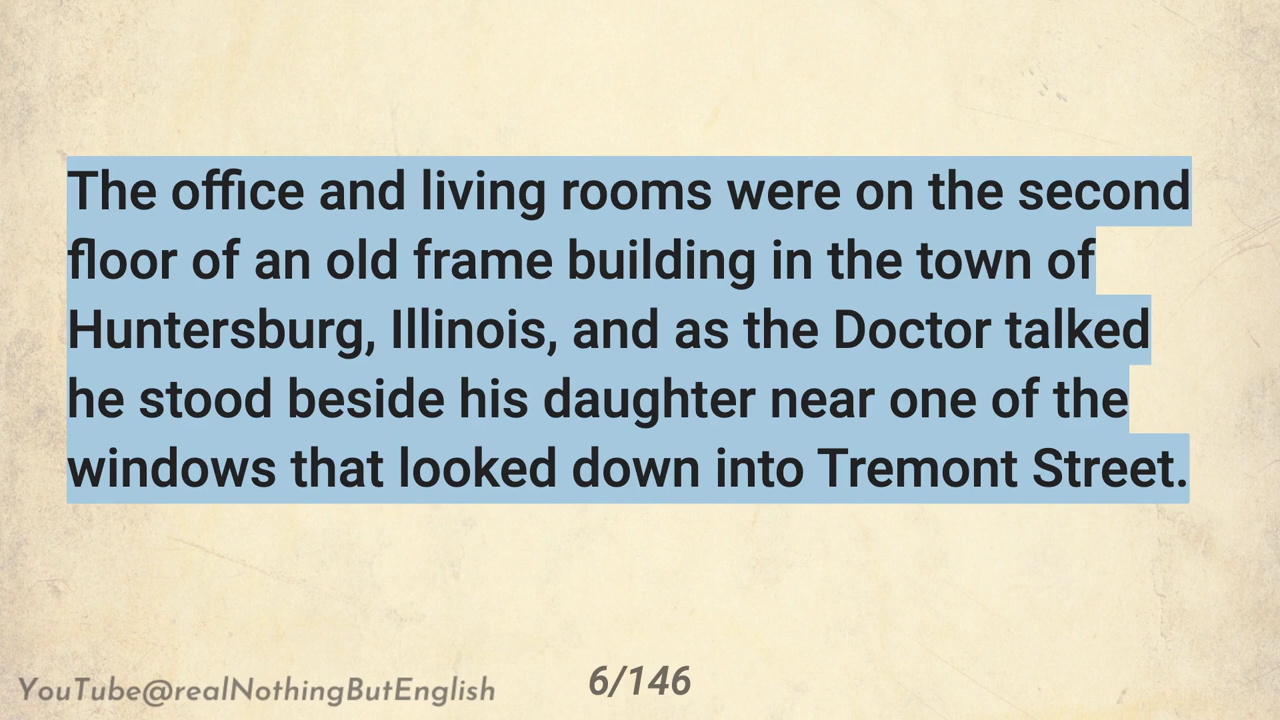 The office and living rooms were on the second
floor of an old frame building in the town of
Huntersburg, Illinois, and as the Doctor talked
he stood beside his daughter near one of the
windows that looked down into Tremont Street.
YouTube@realNothingButEnglish
6/146